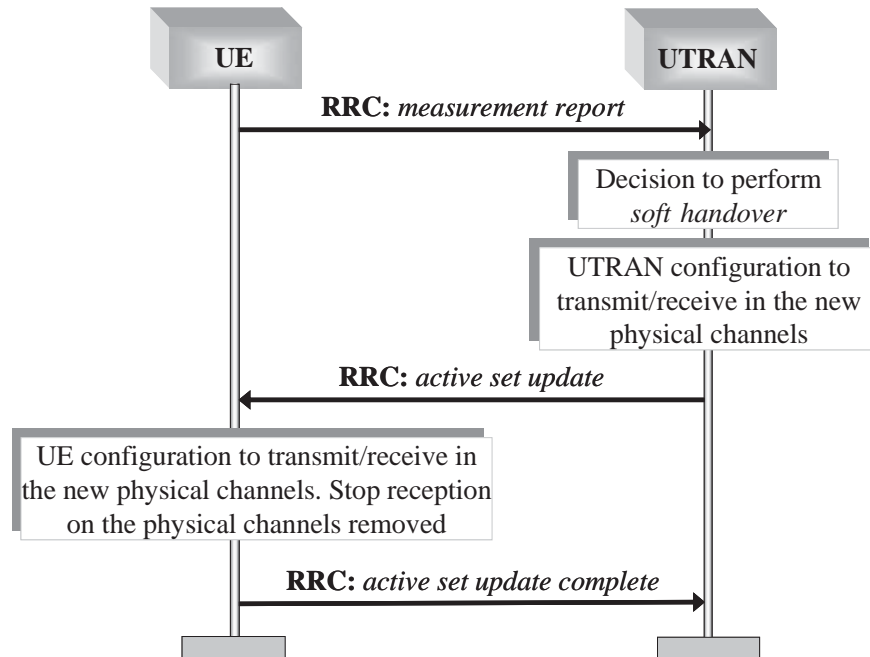 UE
UTRAN
RRC: measurement report
Decision to perform
soft handover
UTRAN configuration to
transmit/receive in the new
physical channels
RRC: active set update
UE configuration to transmit/receive in
the new physical channels. Stop reception
on the physical channels removed
RRC: active set update complete